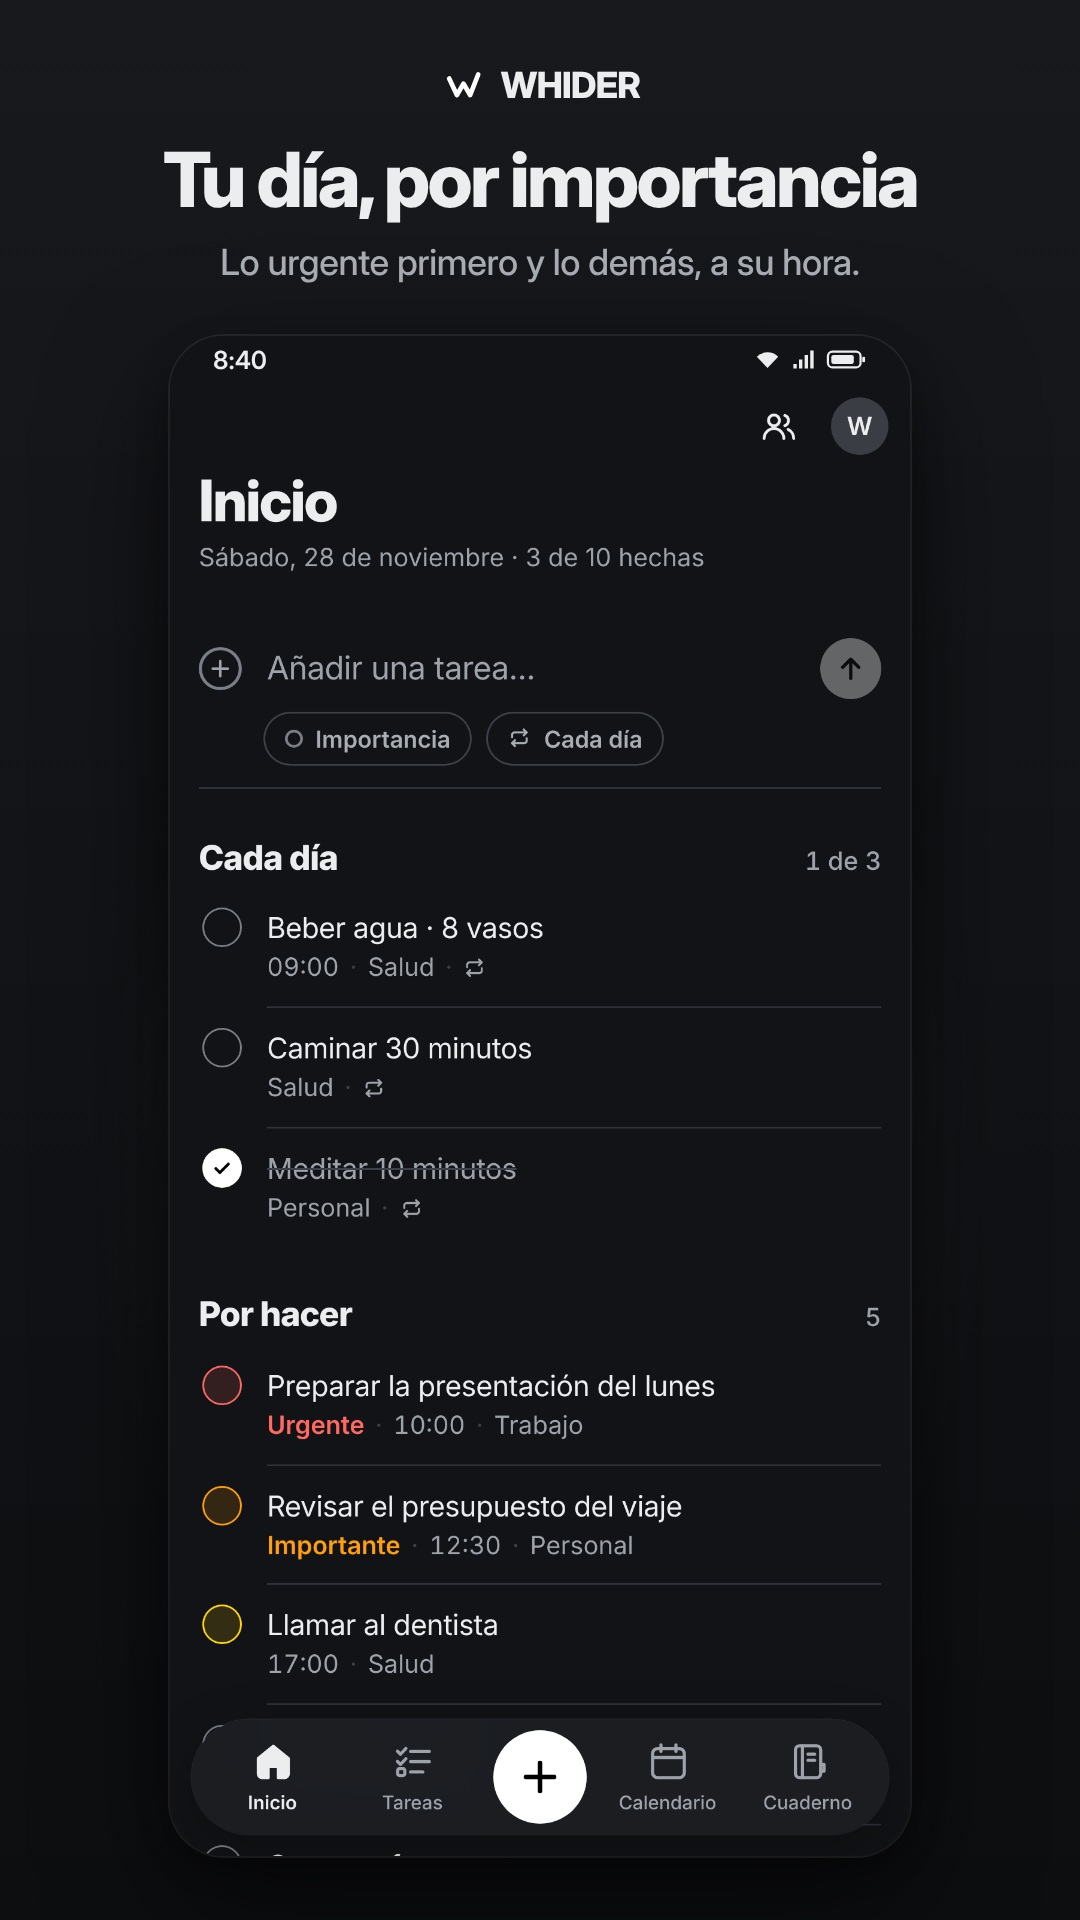 WHIDER
Tu día, por importancia
Lo urgente primero y lo demás, a su hora.
8:40
W
Inicio
Sábado, 28 de noviembre · 3 de 10 hechas
Añadir una tarea...
Importancia
Cada día
Cada día
1 de 3
Beber agua · 8 vasos
09:00 · Salud ·
Caminar 30 minutos
Salud ·
Meditar 10 minutos
Personal ·
Por hacer
5
Preparar la presentación del lunes
Urgente · 10:00 · Trabajo
Revisar el presupuesto del viaje
Importante · 12:30 · Personal
Llamar al dentista
17:00 · Salud
Inicio
Tareas
Calendario
Cuaderno